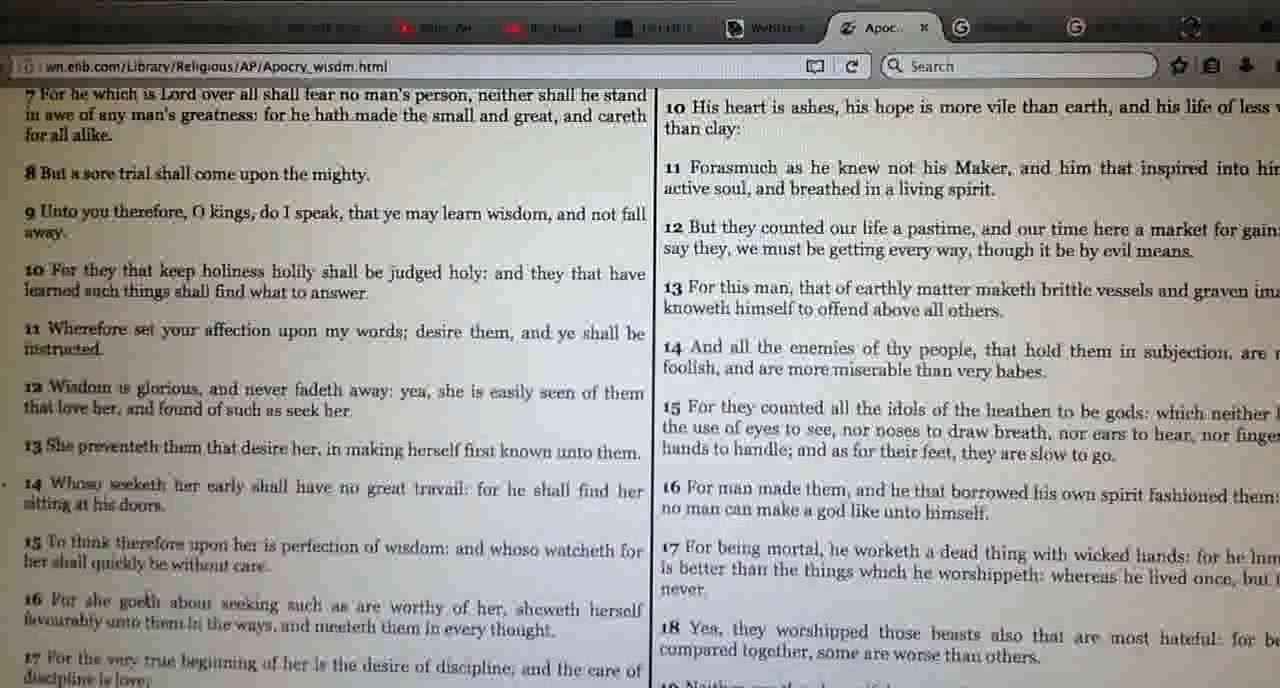 Apoc..
wn.enb.com/Library/Religious/AP/Apocry_wisdm.html
Search
7 For he which is Lord over all shall fear no man's person, neither shall he stand
in awe of any man's greatness: for he hath made the small and great, and careth
for all alike.
8 But a sore trial shall come upon the mighty.
9 Unto you therefore, O kings, do I speak, that ye may learn wisdom, and not fall
away.
10 For they that keep holiness holily shall be judged holy: and they that have
learned such things shall find what to answer.
11 Wherefore set your affection upon my words; desire them, and ye shall be
instructed.
12 Wisdom is glorious, and never fadeth away: yea, she is easily seen of them
that love her, and found of such as seek her.
13 She preventeth them that desire her, in making herself first known unto them.
14 Whoso seeketh her early shall have no great travail: for he shall find her
sitting at his doors.
15 To think therefore upon her is perfection of wisdom: and whoso watcheth for
her shall quickly be without care.
16 For she goeth about seeking such as are worthy of her, sheweth herself
favourably unto them in the ways, and meeteth them in every thought.
17 For the very true beginning of her is the desire of discipline; and the care of
discipline is love;
10 His heart is ashes, his hope is more vile than earth, and his life of less
than clay:
11 Forasmuch as he knew not his Maker, and him that inspired into
active soul, and breathed in a living spirit.
12 But they counted our life a pastime, and our time here a market for gain:
say they, we must be getting every way, though it be by evil means.
13 For this man, that of earthly matter maketh brittle vessels and graven
knoweth himself to offend above all others.
14 And all the enemies of thy people, that hold them in subjection, are
foolish, and are more miserable than very babes.
15 For they counted all the idols of the heathen to be gods: which neither
the use of eyes to see, nor noses to draw breath, nor ears to hear, nor
hands to handle; and as for their feet, they are slow to go.
16 For man made them, and he that borrowed his own spirit fashioned them:
no man can make a god like unto himself.
17 For being mortal, he worketh a dead thing with wicked hands: for he
is better than the things which he worshippeth: whereas he lived once, but
never.
18 Yea, they worshipped those beasts also that are most hateful: for
compared together, some are worse than others.